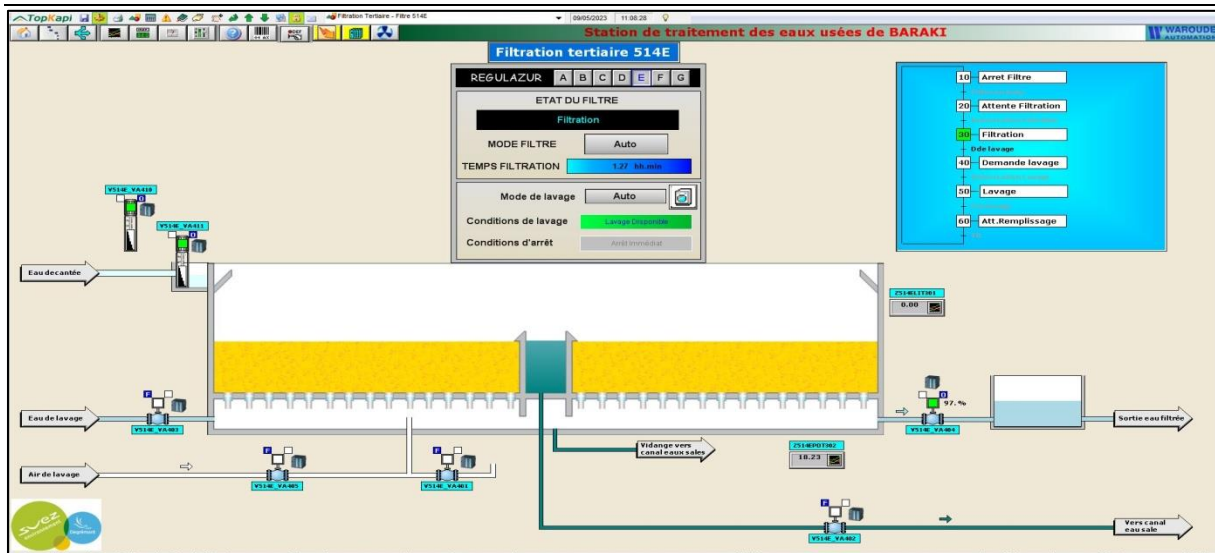 TopKapi
Filtration Tertiaire - Filtre 514E
09/05/2023 11:08:28
Station de traitement des eaux usées de BARAKI
WAROUDE
AUTOMATION
Filtration tertiaire 514E
REGULAZUR A B C D E F G
ETAT DU FILTRE
Filtration
MODE FILTRE Auto
TEMPS FILTRATION 1.27 hh.min
Mode de lavage Auto
Conditions de lavage Lavage Disponible
Conditions d'arrêt Arrêt Immédiat
10 Arret Filtre
20 Attente Filtration
30 Filtration
Dde lavage
40 Demande lavage
50 Lavage
60 Att.Remplissage
V514E_VA410
O
V514E_VA411
O
Eau decantée
Z514ELIT301
0.00
F
Eau de lavage
V514E_VA403
O
97. %
V514E_VA404
Sortie eau filtrée
Vidange vers
canal eaux sales
Z514EPDT302
18.23
F
F
Air de lavage
V514E_VA405
V514E_VA401
F
V514E_VA402
Vers canal
eau sale
suez
environnement
Degrémont